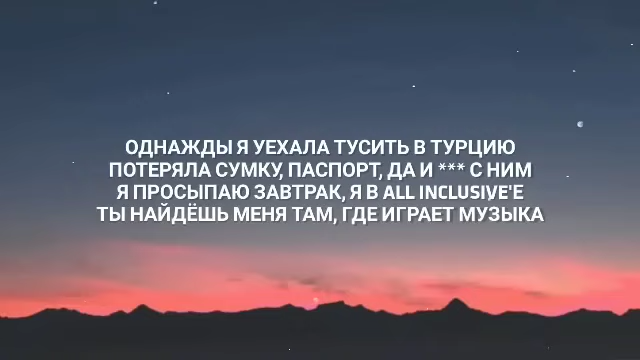 ОДНАЖДЫ Я УЕХАЛА ТУСИТЬ В ТУРЦИЮ
ПОТЕРЯЛА СУМКУ, ПАСПОРТ, ДА И *** С НИМ
Я ПРОСЫПАЮ ЗАВТРАК, Я В ALL INCLUSIVE'Е
ТЫ НАЙДЁШЬ МЕНЯ ТАМ, ГДЕ ИГРАЕТ МУЗЫКА